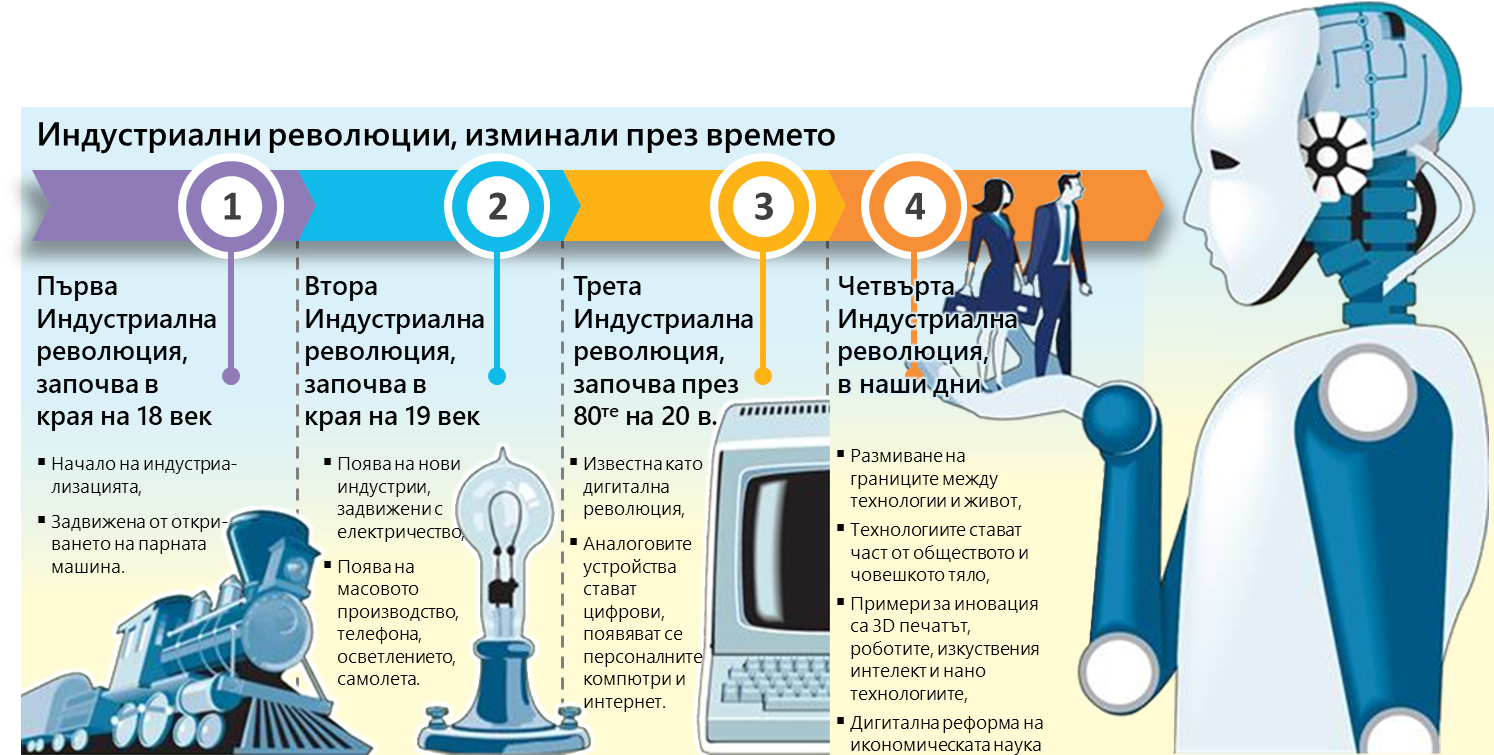 Индустриални революции, изминали през времето
1
2
3
4
Първа
Индустриална
революция,
започва в
края на 18 век
▪ Начало на индустриа-
лизацията,
▪ Задвижена от откри-
ването на парната
машина.
Втора
Индустриална
революция,
започва в
края на 19 век
▪ Поява на нови
индустрии,
задвижени с
електричество,
▪ Поява на
масовото
производство,
телефона,
осветлението,
самолета.
Трета
Индустриална
революция,
започва през
80те на 20 в.
▪ Известна като
дигитална
революция,
▪ Аналоговите
устройства
стават
цифрови,
появяват се
персоналните
компютри и
интернет.
Четвърта
Индустриална
революция,
в наши дни
▪ Размиване на
границите между
технологии и живот,
▪ Технологиите стават
част от обществото и
човешкото тяло,
▪ Примери за иновация
са 3D печатът,
роботите, изкуствения
интелект и нано
технологиите,
▪ Дигитална реформа на
икономическата наука